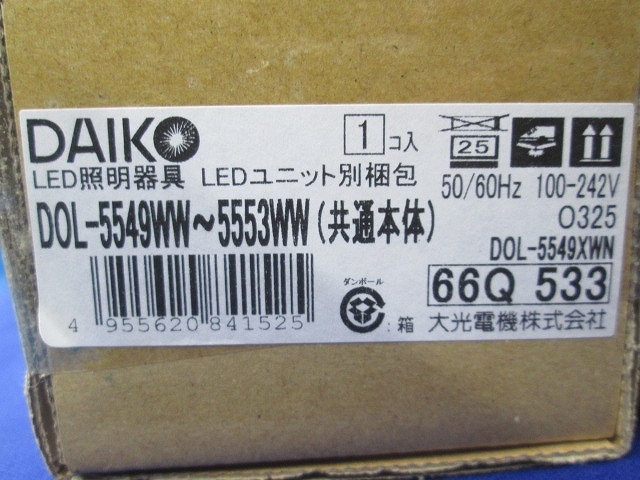 DAIKO
1コ入
25
LED照明器具 LEDユニット別梱包
50/60Hz 100-242V
DOL-5549WW～5553WW(共通本体)
0325
DOL-5549XWN
ダンボール
66Q 533
4 955620 841525
:箱
大光電機株式会社